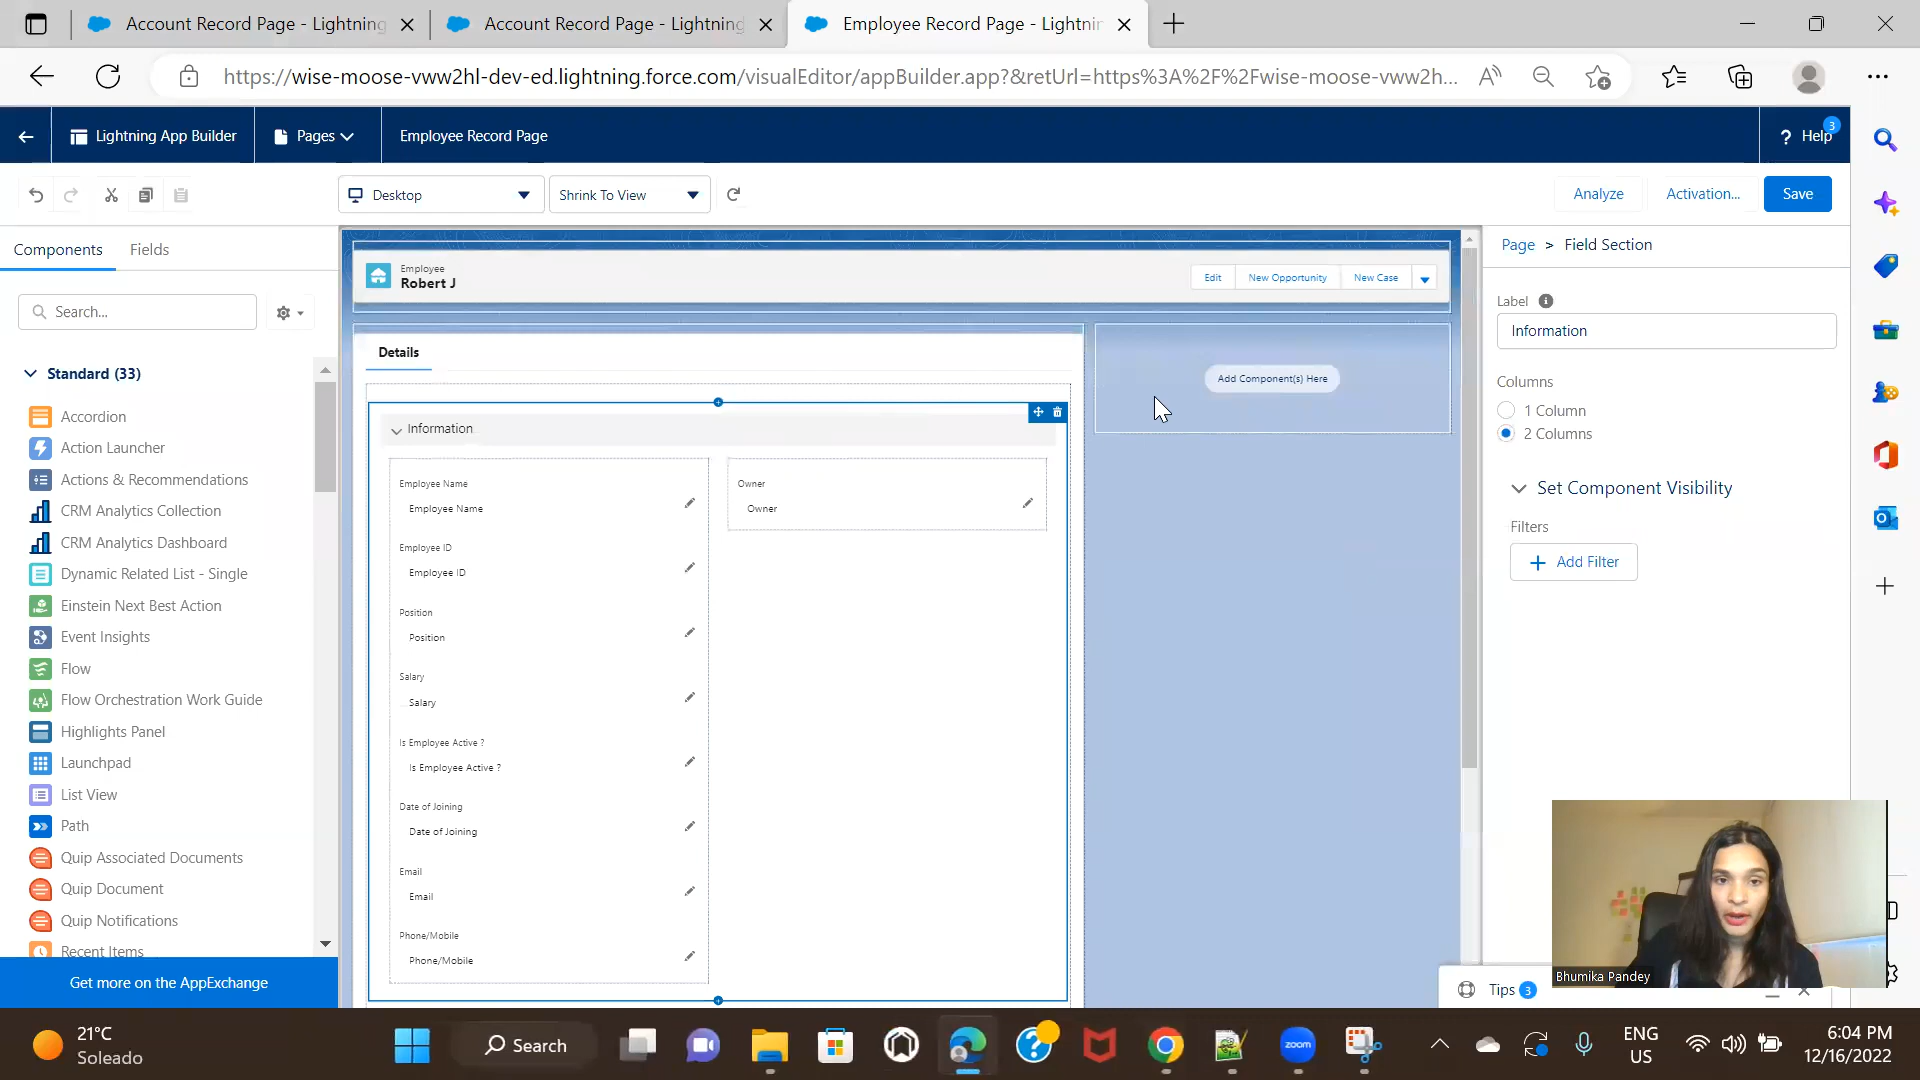 Account Record Page - Lightning
Account Record Page - Lightning
Employee Record Page - Lightnin
https://wise-moose-vww2hl-dev-ed.lightning.force.com/visualEditor/appBuilder.app?&retUrl=https%3A%2F%2Fwise-moose-vww2h...
Lightning App Builder
Pages
Employee Record Page
? Help
3
Desktop
Shrink To View
Analyze
Activation...
Save
Components
Fields
Search...
Standard (33)
Accordion
Action Launcher
Actions & Recommendations
CRM Analytics Collection
CRM Analytics Dashboard
Dynamic Related List - Single
Einstein Next Best Action
Event Insights
Flow
Flow Orchestration Work Guide
Highlights Panel
Launchpad
List View
Path
Quip Associated Documents
Quip Document
Quip Notifications
Recent Items
Get more on the AppExchange
Employee
Robert J
Edit
New Opportunity
New Case
Details
Information
Employee Name
Employee Name
Employee ID
Employee ID
Position
Position
Salary
Salary
Is Employee Active ?
Is Employee Active ?
Date of Joining
Date of Joining
Email
Email
Phone/Mobile
Phone/Mobile
Owner
Owner
Add Component(s) Here
Page > Field Section
Label
Information
Columns
1 Column
2 Columns
Set Component Visibility
Filters
Add Filter
Bhumika Pandey
Tips 3
21°C
Soleado
Search
zoom
ENG
US
6:04 PM
12/16/2022